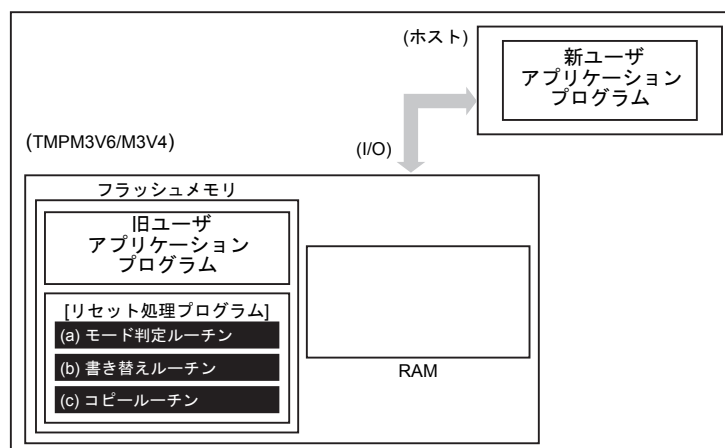 (ホスト)
新ユーザ
アプリケーション
プログラム
(TMPM3V6/M3V4)
(I/O)
フラッシュメモリ
旧ユーザ
アプリケーション
プログラム
[リセット処理プログラム]
(a) モード判定ルーチン
(b) 書き替えルーチン
(c) コピールーチン
RAM